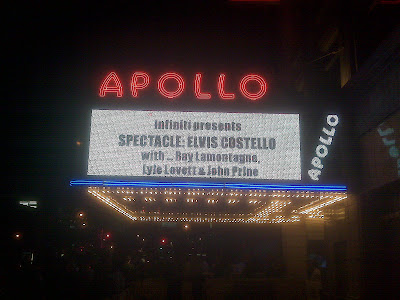 APOLLO
infiniti presents
SPECTACLE: ELVIS COSTELLO
with ... Ray Lamontagne,
Lyle Lovett & John Prine
APOLLO